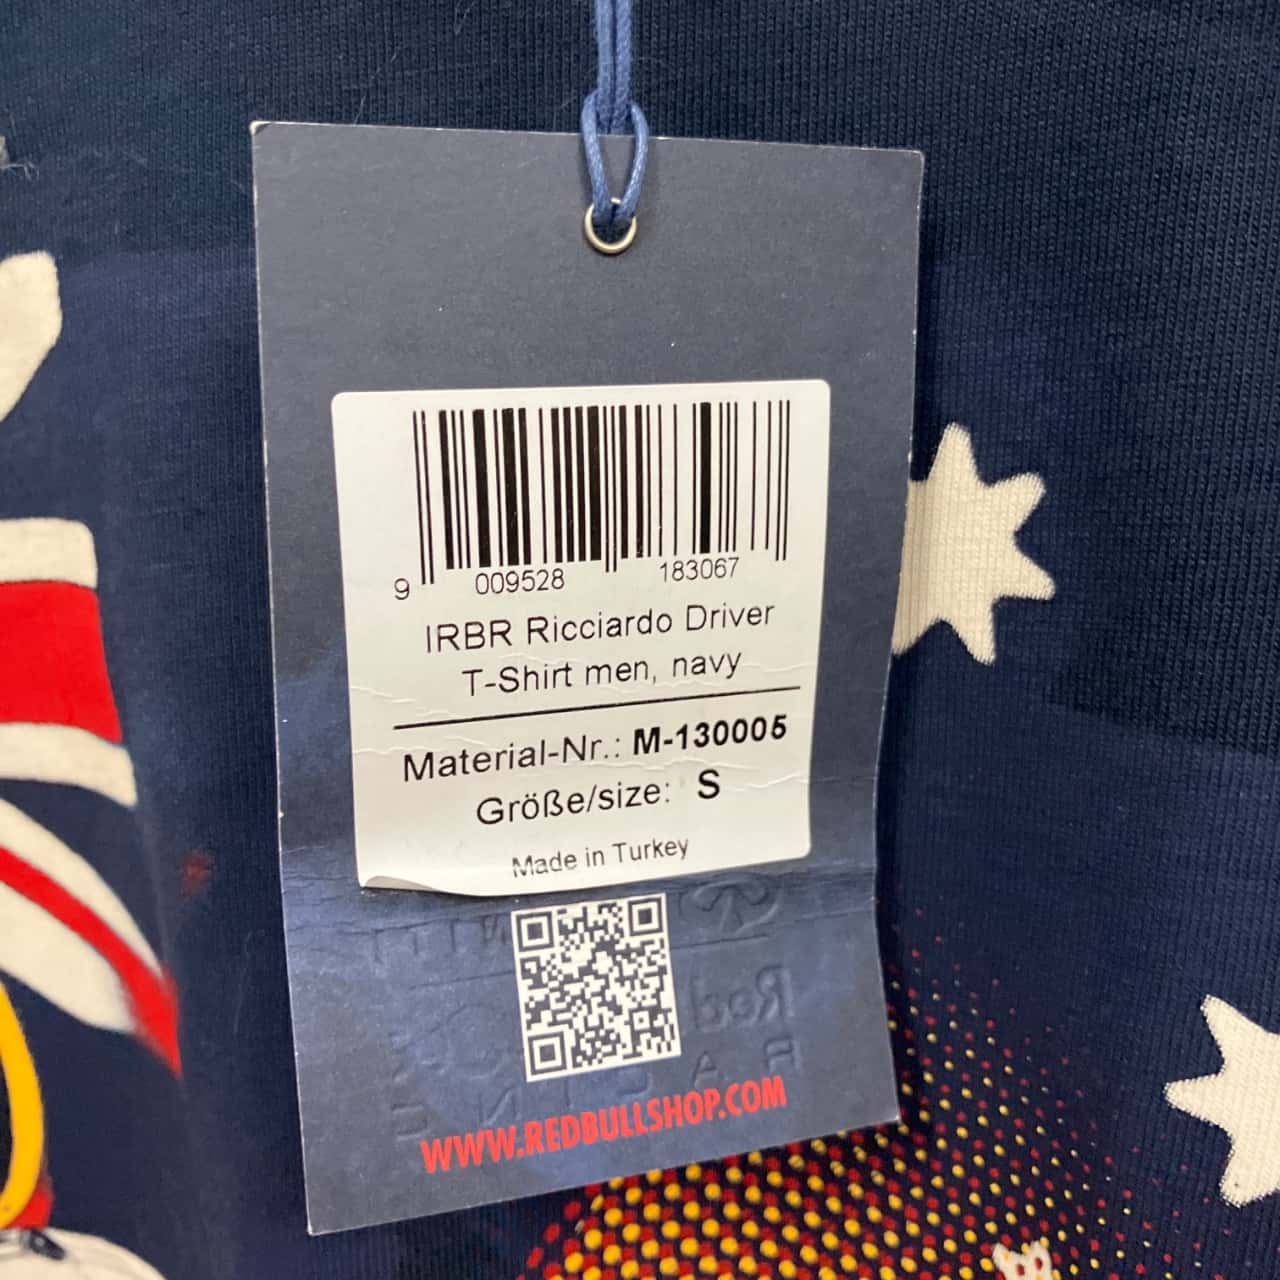 9 009528 183067
IRBR Ricciardo Driver
T-Shirt men, navy
Material-Nr.: M-130005
Größe/size: S
Made in Turkey
WWW.REDBULLSHOP.COM